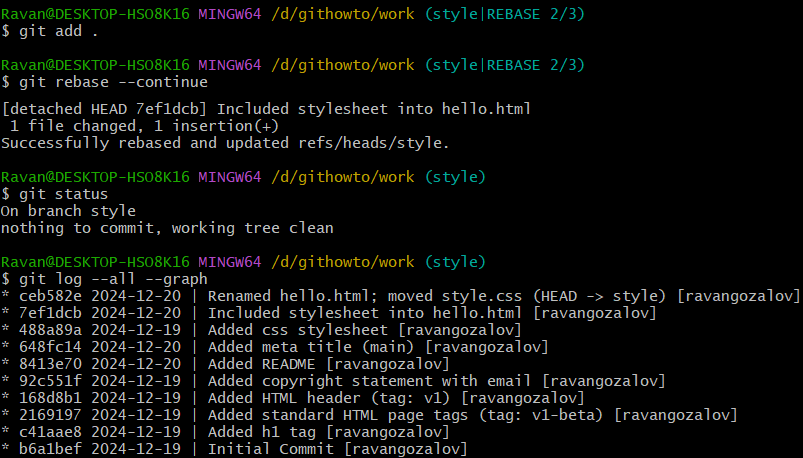 Ravan@DESKTOP-HSO8K16 MINGW64 /d/githowto/work (style|REBASE 2/3)
$ git add .
Ravan@DESKTOP-HSO8K16 MINGW64 /d/githowto/work (style|REBASE 2/3)
$ git rebase --continue
[detached HEAD 7ef1dcb] Included stylesheet into hello.html
 1 file changed, 1 insertion(+)
Successfully rebased and updated refs/heads/style.
Ravan@DESKTOP-HSO8K16 MINGW64 /d/githowto/work (style)
$ git status
On branch style
nothing to commit, working tree clean
Ravan@DESKTOP-HSO8K16 MINGW64 /d/githowto/work (style)
$ git log --all --graph
* ceb582e 2024-12-20 | Renamed hello.html; moved style.css (HEAD -> style) [ravangozalov]
* 7ef1dcb 2024-12-20 | Included stylesheet into hello.html [ravangozalov]
* 488a89a 2024-12-19 | Added css stylesheet [ravangozalov]
* 648fc14 2024-12-20 | Added meta title (main) [ravangozalov]
* 8413e70 2024-12-20 | Added README [ravangozalov]
* 92c551f 2024-12-19 | Added copyright statement with email [ravangozalov]
* 168d8b1 2024-12-19 | Added HTML header (tag: v1) [ravangozalov]
* 2169197 2024-12-19 | Added standard HTML page tags (tag: v1-beta) [ravangozalov]
* c41aae8 2024-12-19 | Added h1 tag [ravangozalov]
* b6a1bef 2024-12-19 | Initial Commit [ravangozalov]